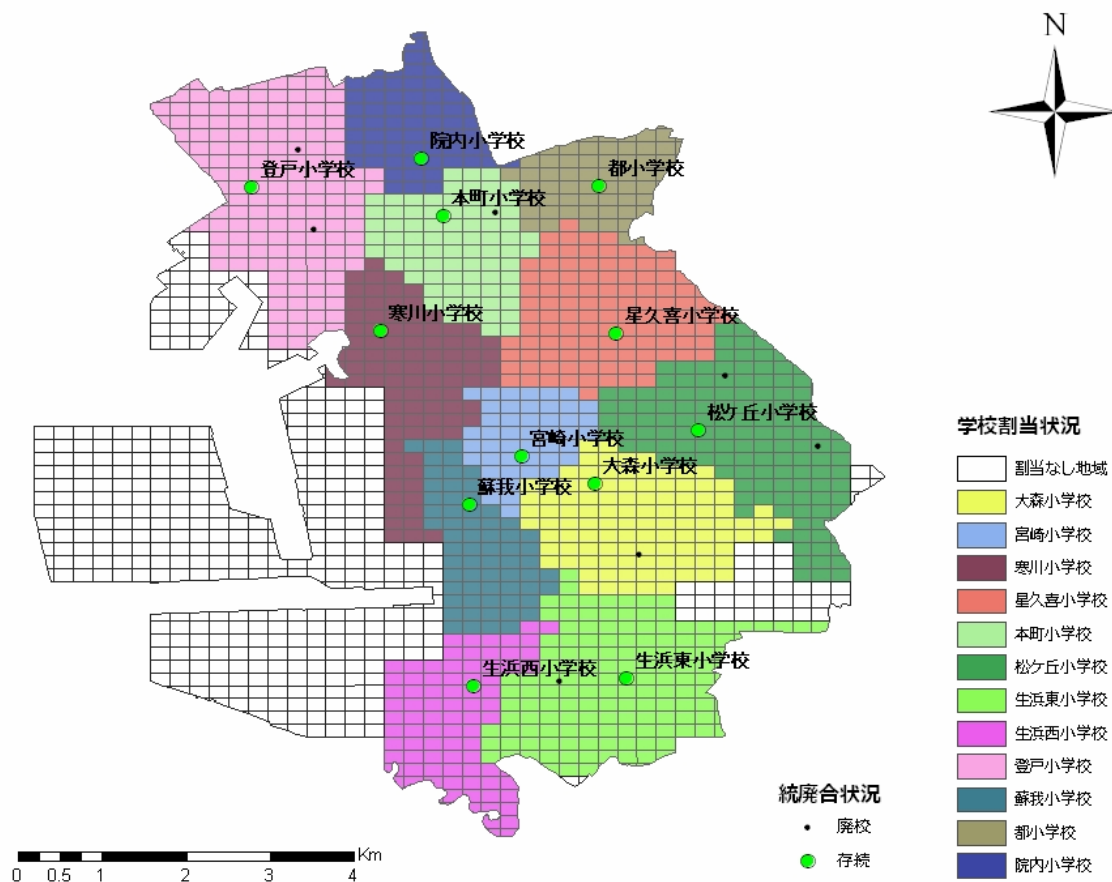 N
院内小学校
登戸小学校
都小学校
本町小学校
寒川小学校
星久喜小学校
松ケ丘小学校
宮崎小学校
大森小学校
蘇我小学校
生浜西小学校
生浜東小学校
学校割当状況
割当なし地域
大森小学校
宮崎小学校
寒川小学校
星久喜小学校
本町小学校
松ケ丘小学校
生浜東小学校
生浜西小学校
登戸小学校
蘇我小学校
都小学校
院内小学校
統廃合状況
廃校
存続
Km
0 0.5 1 2 3 4